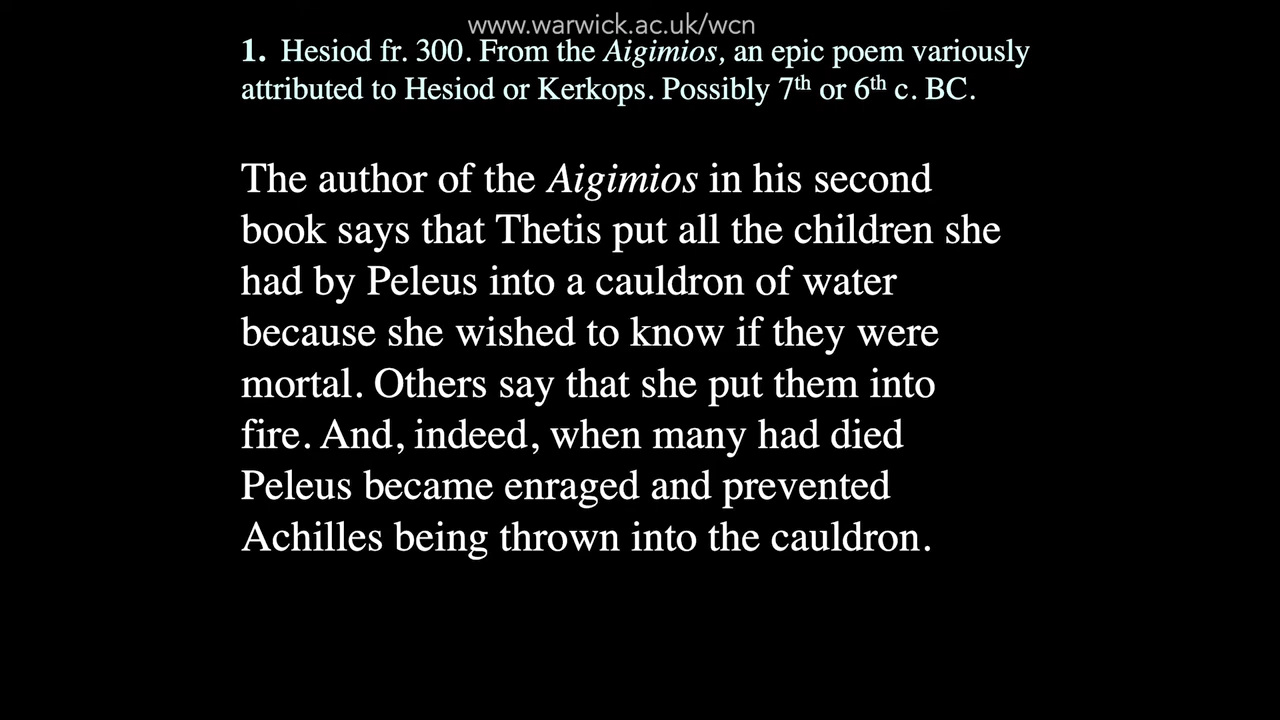 www.warwick.ac.uk/wcn
1. Hesiod fr. 300. From the Aigimios, an epic poem variously
attributed to Hesiod or Kerkops. Possibly 7th or 6th c. BC.
The author of the Aigimios in his second
book says that Thetis put all the children she
had by Peleus into a cauldron of water
because she wished to know if they were
mortal. Others say that she put them into
fire. And, indeed, when many had died
Peleus became enraged and prevented
Achilles being thrown into the cauldron.